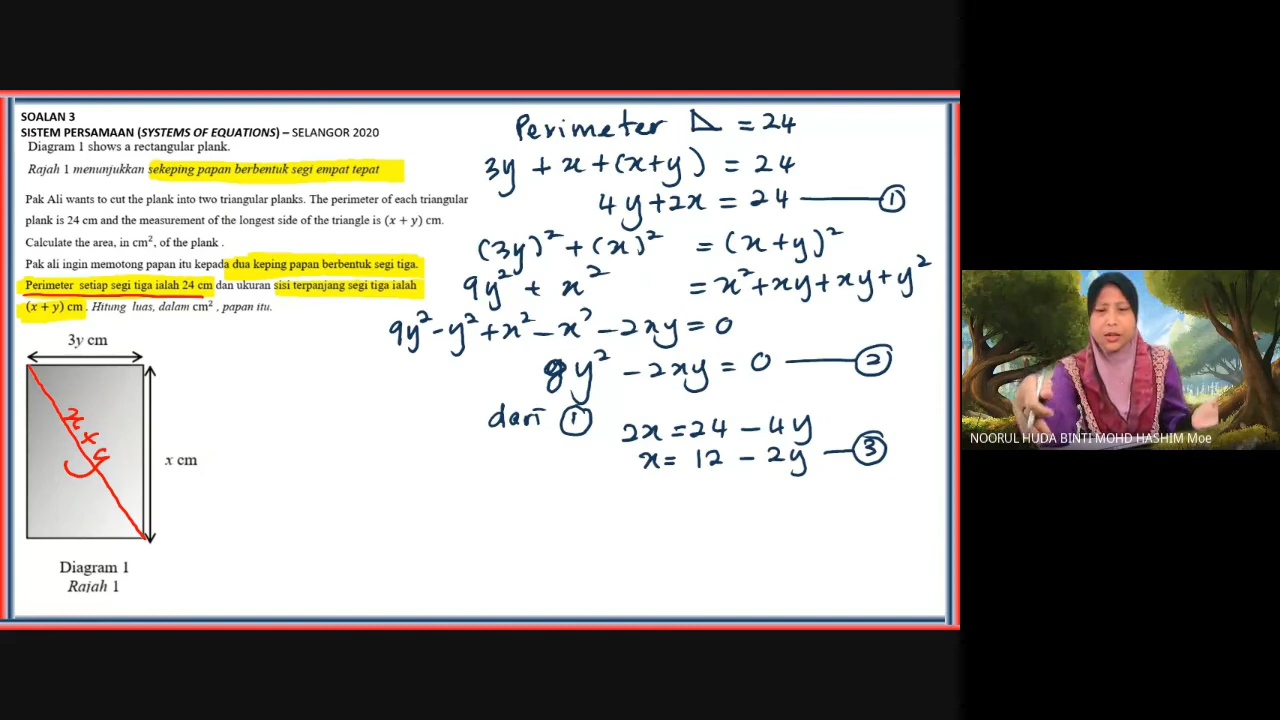 SOALAN 3
SISTEM PERSAMAAN (SYSTEMS OF EQUATIONS) – SELANGOR 2020
Diagram 1 shows a rectangular plank.
Rajah 1 menunjukkan sekeping papan berbentuk segi empat tepat
Pak Ali wants to cut the plank into two triangular planks. The perimeter of each triangular
plank is 24 cm and the measurement of the longest side of the triangle is (x + y) cm.
Calculate the area, in cm², of the plank .
Pak ali ingin memotong papan itu kepada dua keping papan berbentuk segi tiga.
Perimeter setiap segi tiga ialah 24 cm dan ukuran sisi terpanjang segi tiga ialah
(x + y) cm . Hitung luas, dalam cm² , papan itu.
3y cm
x + y
x cm
Diagram 1
Rajah 1
Perimeter ◺ = 24
3y + x + (x + y) = 24
4y + 2x = 24 —— ①
(3y)² + (x)² = (x + y)²
9y² + x² = x² + xy + xy + y²
9y² - y² + x² - x² - 2xy = 0
8y² - 2xy = 0 —— ②
dari ① 2x = 24 - 4y
x = 12 - 2y — ③
NOORUL HUDA BINTI MOHD HASHIM Moe